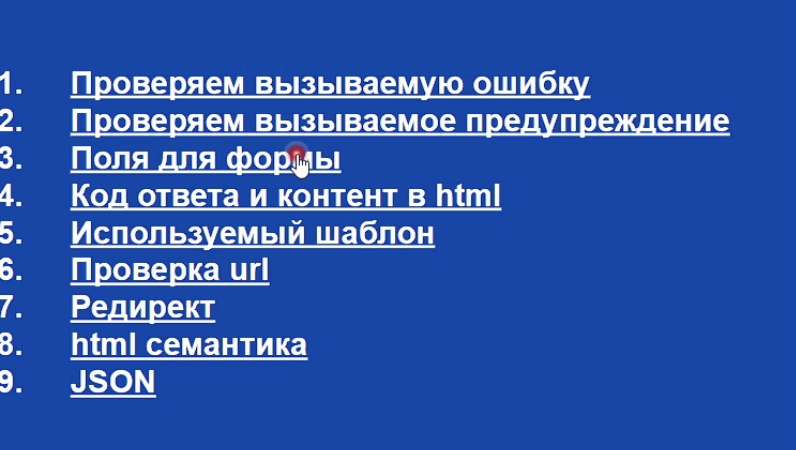 1. Проверяем вызываемую ошибку
2. Проверяем вызываемое предупреждение
3. Поля для формы
4. Код ответа и контент в html
5. Используемый шаблон
6. Проверка url
7. Редирект
8. html семантика
9. JSON